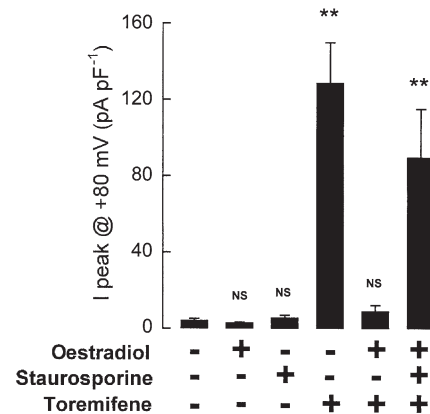 I peak @ +80 mV (pA pF⁻¹)
160
120
80
40
0
NS
NS
**
NS
**
Oestradiol - + - - + +
Staurosporine - - + - - +
Toremifene - - - + + +